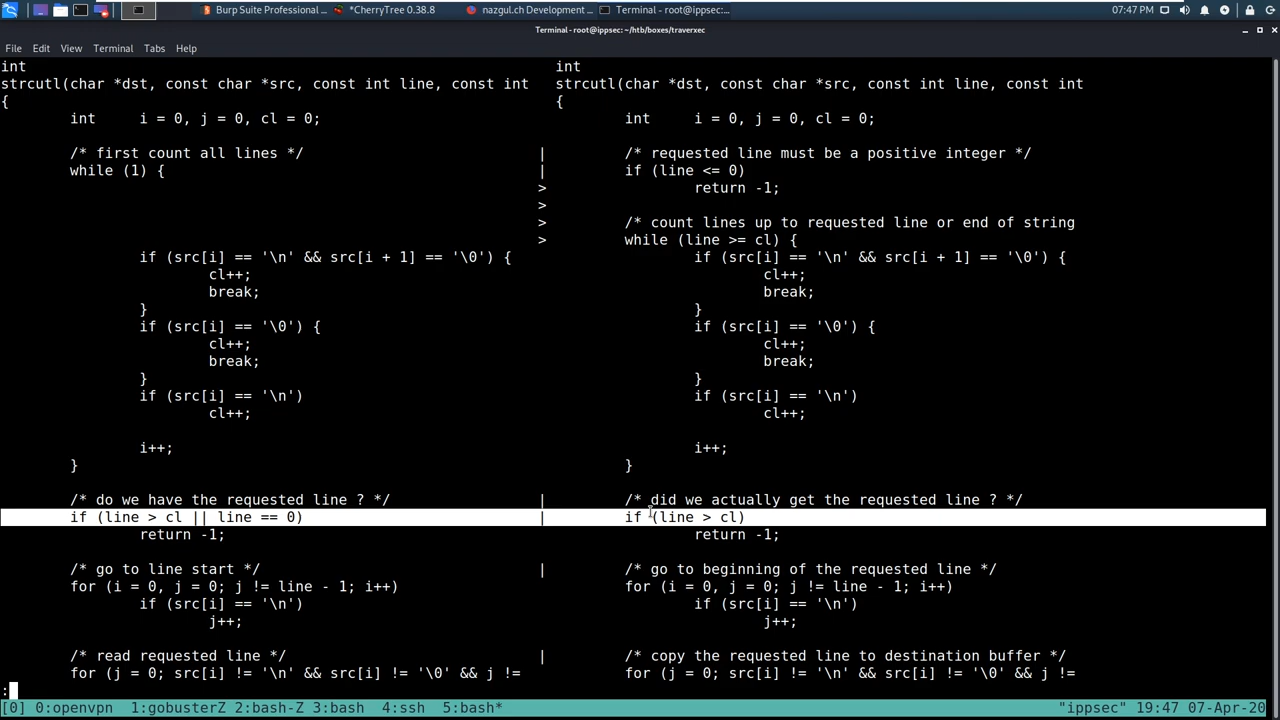 Burp Suite Professional ... *CherryTree 0.38.8 nazgul.ch Development ... Terminal - root@ippsec:... 07:47 PM
Terminal - root@ippsec: ~/htb/boxes/traverxec
File Edit View Terminal Tabs Help
int int
strcutl(char *dst, const char *src, const int line, const int strcutl(char *dst, const char *src, const int line, const int
{ {
int i = 0, j = 0, cl = 0; int i = 0, j = 0, cl = 0;
/* first count all lines */ | /* requested line must be a positive integer */
while (1) { | if (line <= 0)
> return -1;
>
> /* count lines up to requested line or end of string
> while (line >= cl) {
if (src[i] == '\n' && src[i + 1] == '\0') { if (src[i] == '\n' && src[i + 1] == '\0') {
cl++; cl++;
break; break;
} }
if (src[i] == '\0') { if (src[i] == '\0') {
cl++; cl++;
break; break;
} }
if (src[i] == '\n') if (src[i] == '\n')
cl++; cl++;
i++; i++;
} }
/* do we have the requested line ? */ | /* did we actually get the requested line ? */
if (line > cl || line == 0) | if (line > cl)
return -1; return -1;
/* go to line start */ | /* go to beginning of the requested line */
for (i = 0, j = 0; j != line - 1; i++) for (i = 0, j = 0; j != line - 1; i++)
if (src[i] == '\n') if (src[i] == '\n')
j++; j++;
/* read requested line */ | /* copy the requested line to destination buffer */
for (j = 0; src[i] != '\n' && src[i] != '\0' && j != for (j = 0; src[i] != '\n' && src[i] != '\0' && j !=
:
[0] 0:openvpn 1:gobusterZ 2:bash-Z 3:bash 4:ssh 5:bash* "ippsec" 19:47 07-Apr-20